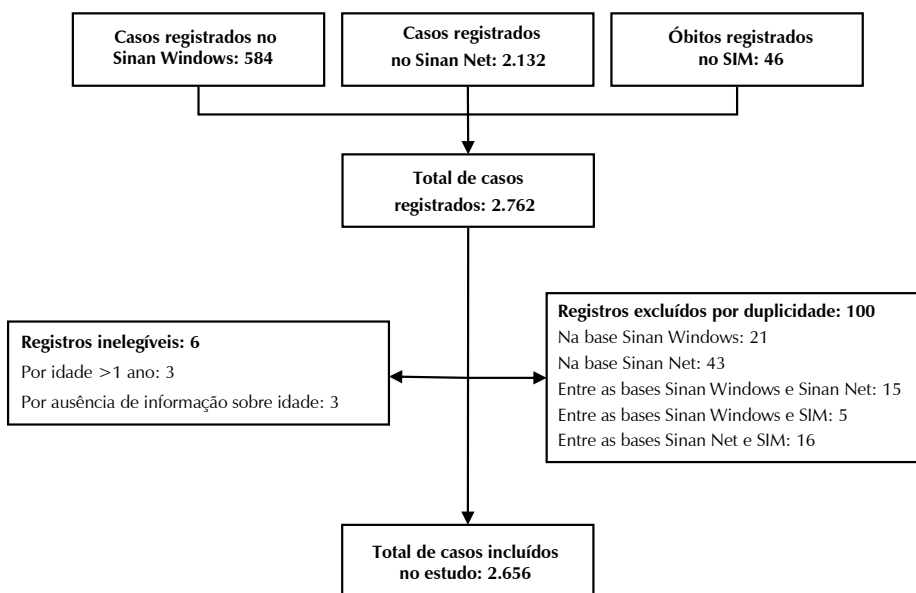 Casos registrados no
Sinan Windows: 584
Casos registrados
no Sinan Net: 2.132
Óbitos registrados
no SIM: 46
Total de casos
registrados: 2.762
Registros inelegíveis: 6
Por idade >1 ano: 3
Por ausência de informação sobre idade: 3
Registros excluídos por duplicidade: 100
Na base Sinan Windows: 21
Na base Sinan Net: 43
Entre as bases Sinan Windows e Sinan Net: 15
Entre as bases Sinan Windows e SIM: 5
Entre as bases Sinan Net e SIM: 16
Total de casos incluídos
no estudo: 2.656